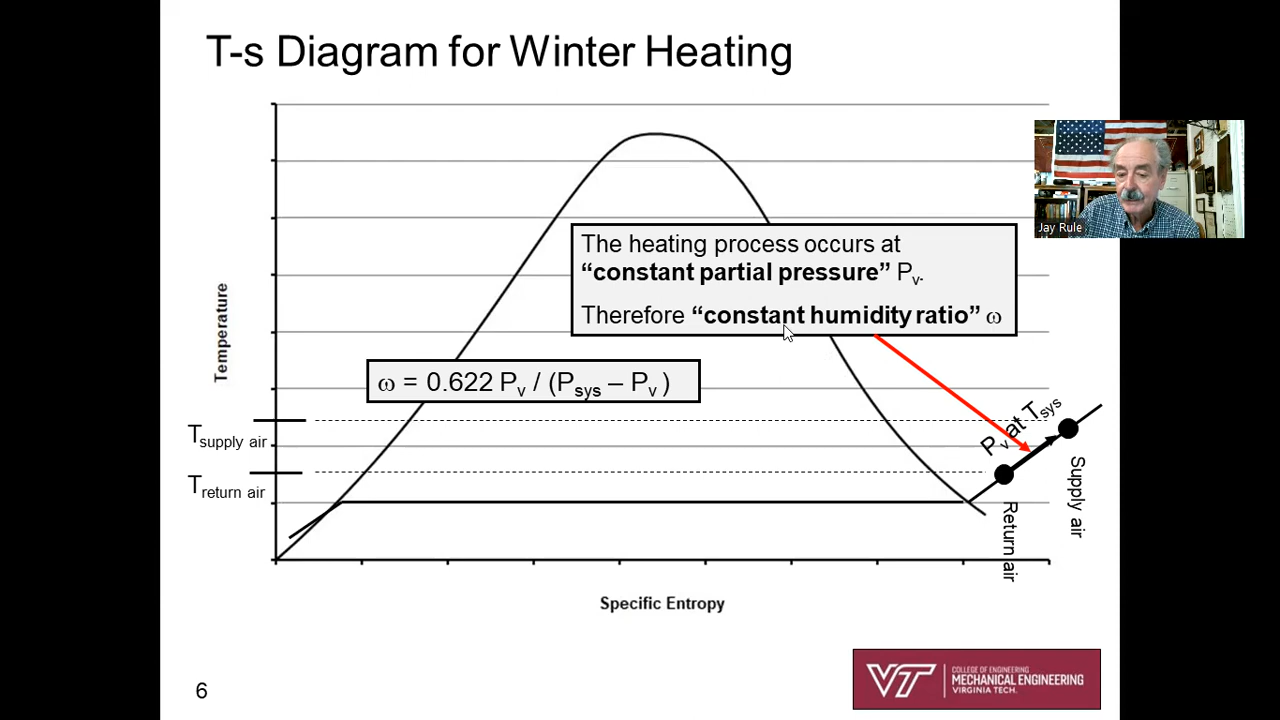 T-s Diagram for Winter Heating
Jay Rule
The heating process occurs at
“constant partial pressure” Pv.
Therefore “constant humidity ratio” ω
Temperature
ω = 0.622 Pv / (Psys – Pv )
Tsupply air
Treturn air
Pv at Tsys
Supply air
Return air
Specific Entropy
6
VT
COLLEGE OF ENGINEERING
MECHANICAL ENGINEERING
VIRGINIA TECH.